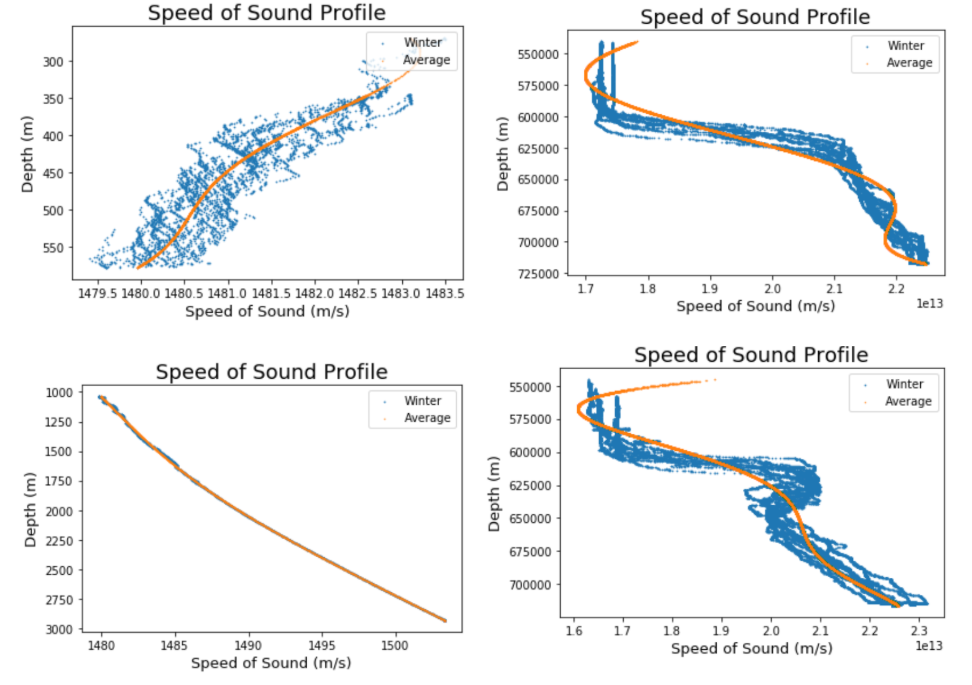 Speed of Sound Profile
Winter
Average
300
350
400
450
500
550
Depth (m)
1479.5 1480.0 1480.5 1481.0 1481.5 1482.0 1482.5 1483.0 1483.5
Speed of Sound (m/s)
Speed of Sound Profile
Winter
Average
550000
575000
600000
625000
650000
675000
700000
725000
Depth (m)
1.7 1.8 1.9 2.0 2.1 2.2
1e13
Speed of Sound (m/s)
Speed of Sound Profile
Winter
Average
1000
1250
1500
1750
2000
2250
2500
2750
3000
Depth (m)
1480 1485 1490 1495 1500
Speed of Sound (m/s)
Speed of Sound Profile
Winter
Average
550000
575000
600000
625000
650000
675000
700000
Depth (m)
1.6 1.7 1.8 1.9 2.0 2.1 2.2 2.3
1e13
Speed of Sound (m/s)